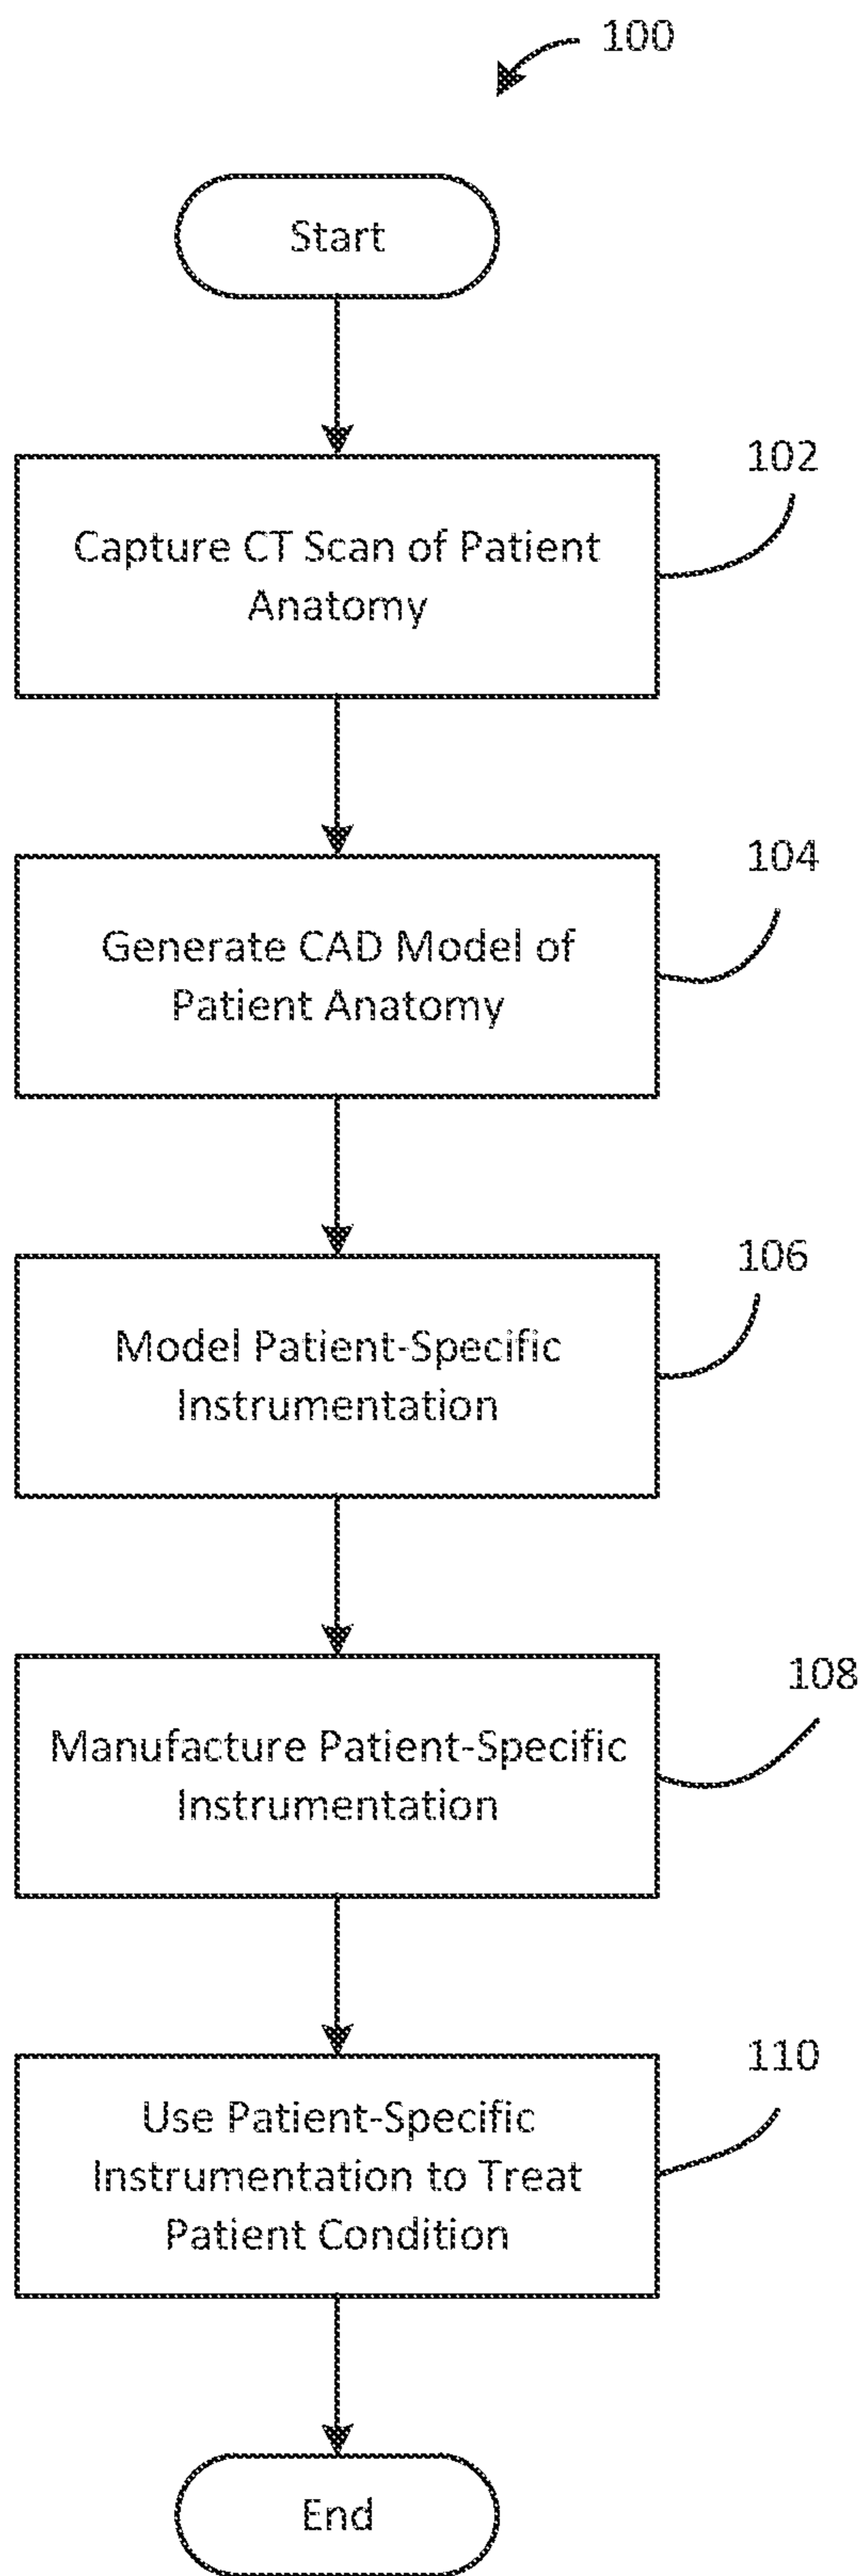 100
Start
102
Capture CT Scan of Patient
Anatomy
104
Generate CAD Model of
Patient Anatomy
106
Model Patient-Specific
Instrumentation
108
Manufacture Patient-Specific
Instrumentation
110
Use Patient-Specific
Instrumentation to Treat
Patient Condition
End